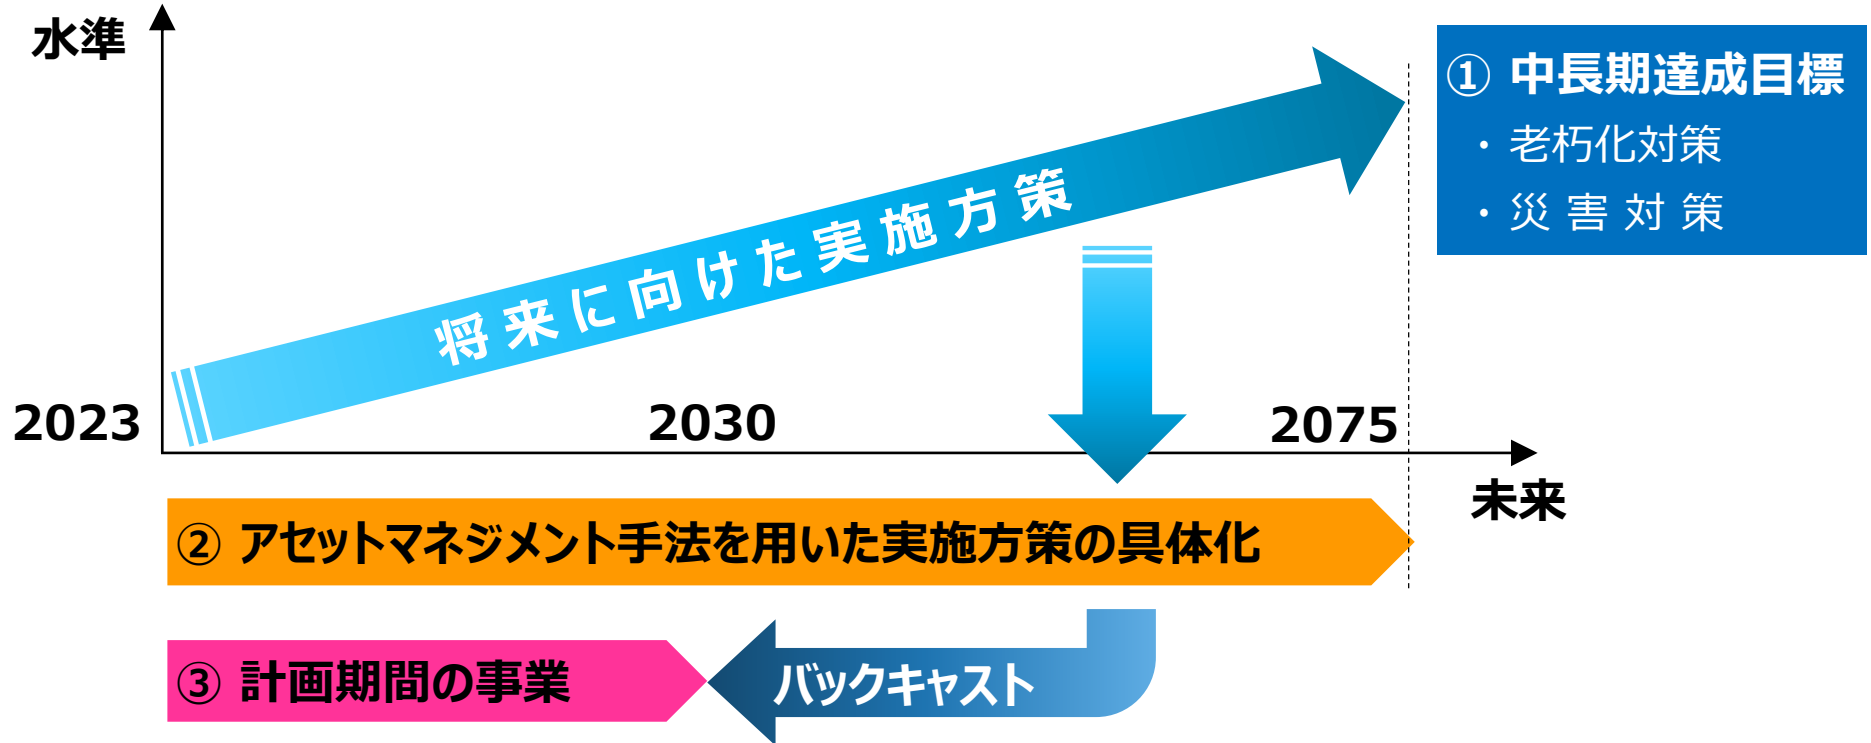 水準
① 中長期達成目標
・ 老朽化対策
・ 災 害 対 策
将来に向けた実施方策
2023
2030
2075
未来
② アセットマネジメント手法を用いた実施方策の具体化
③ 計画期間の事業
バックキャスト